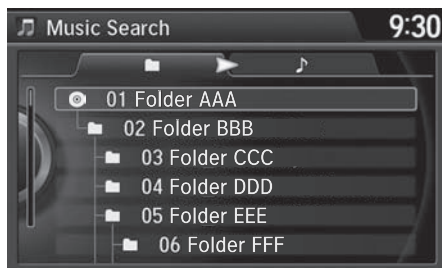 Music Search
9:30
01 Folder AAA
02 Folder BBB
03 Folder CCC
04 Folder DDD
05 Folder EEE
06 Folder FFF